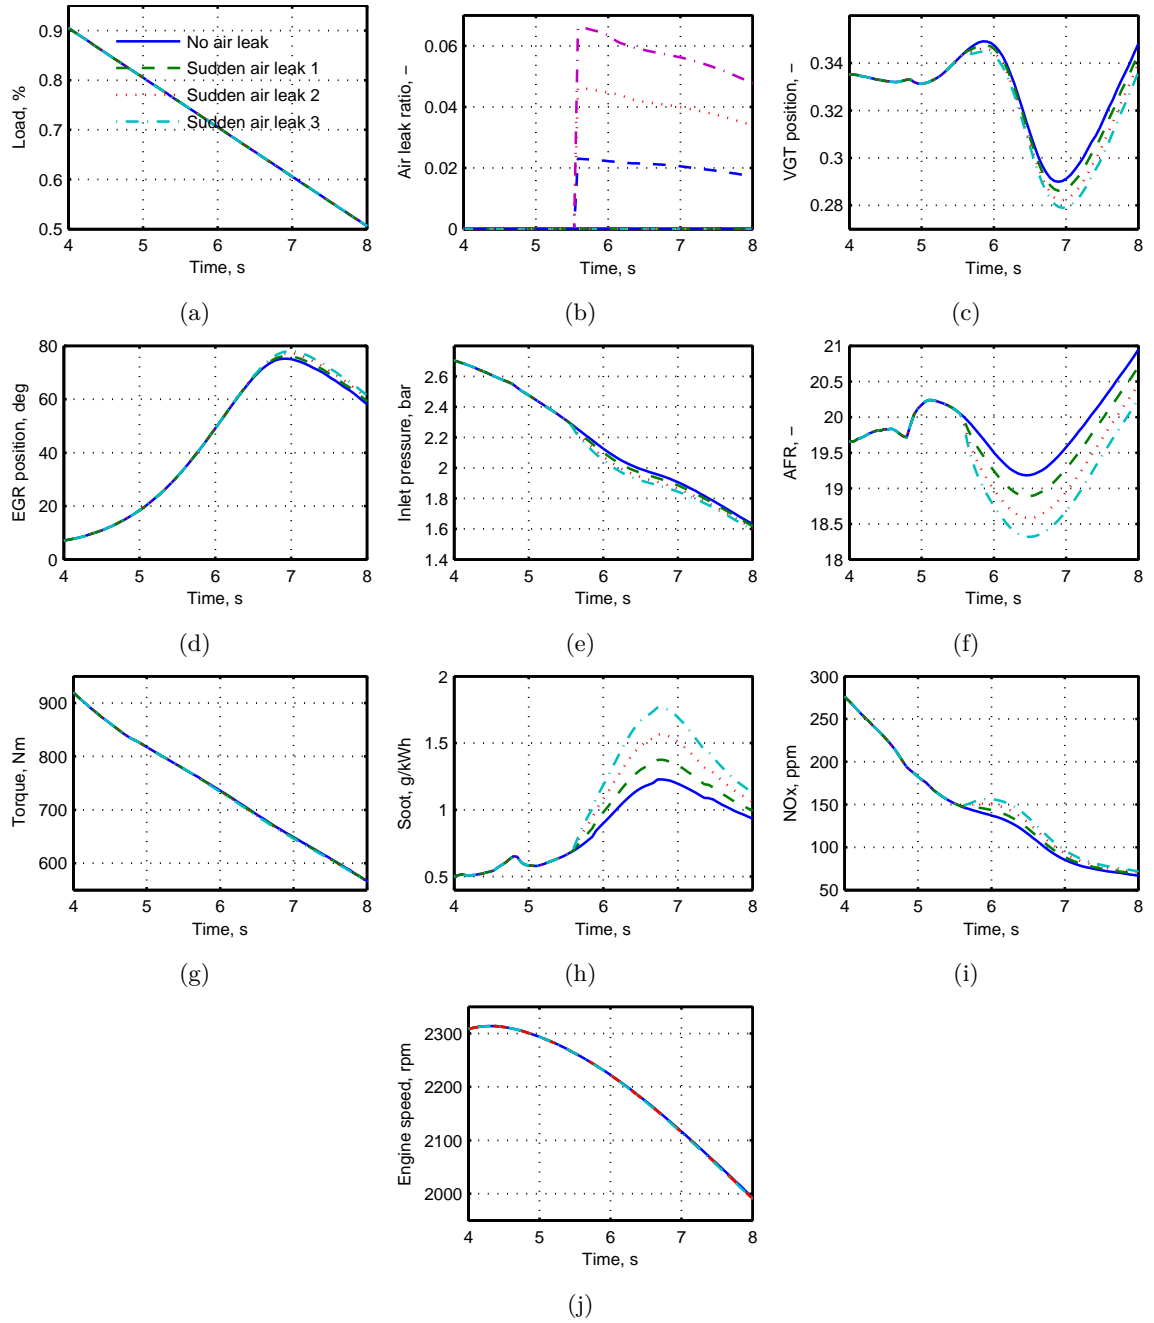 0.9
0.8
0.7
0.6
0.5
Load, %
No air leak
Sudden air leak 1
Sudden air leak 2
Sudden air leak 3
4 5 6 7 8
Time, s
(a)
0.06
0.04
0.02
0
Air leak ratio, –
4 5 6 7 8
Time, s
(b)
0.34
0.32
0.3
0.28
VGT position, –
4 5 6 7 8
Time, s
(c)
80
60
40
20
0
EGR position, deg
4 5 6 7 8
Time, s
(d)
2.6
2.4
2.2
2
1.8
1.6
1.4
Inlet pressure, bar
4 5 6 7 8
Time, s
(e)
21
20.5
20
19.5
19
18.5
18
AFR, –
4 5 6 7 8
Time, s
(f)
900
800
700
600
Torque, Nm
4 5 6 7 8
Time, s
(g)
2
1.5
1
0.5
Soot, g/kWh
4 5 6 7 8
Time, s
(h)
300
250
200
150
100
50
NOx, ppm
4 5 6 7 8
Time, s
(i)
2300
2200
2100
2000
Engine speed, rpm
4 5 6 7 8
Time, s
(j)